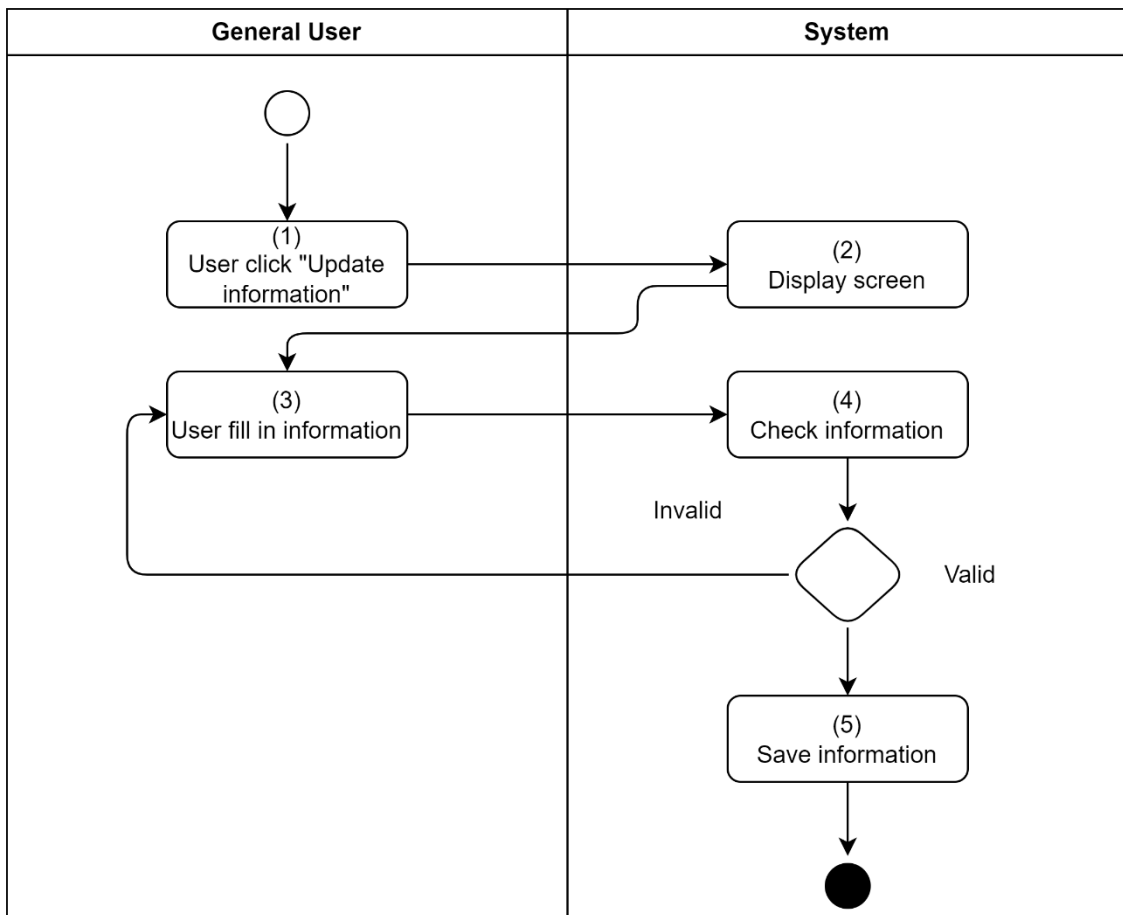 General User
System
(1)
User click "Update
information"
(2)
Display screen
(3)
User fill in information
(4)
Check information
Invalid
Valid
(5)
Save information